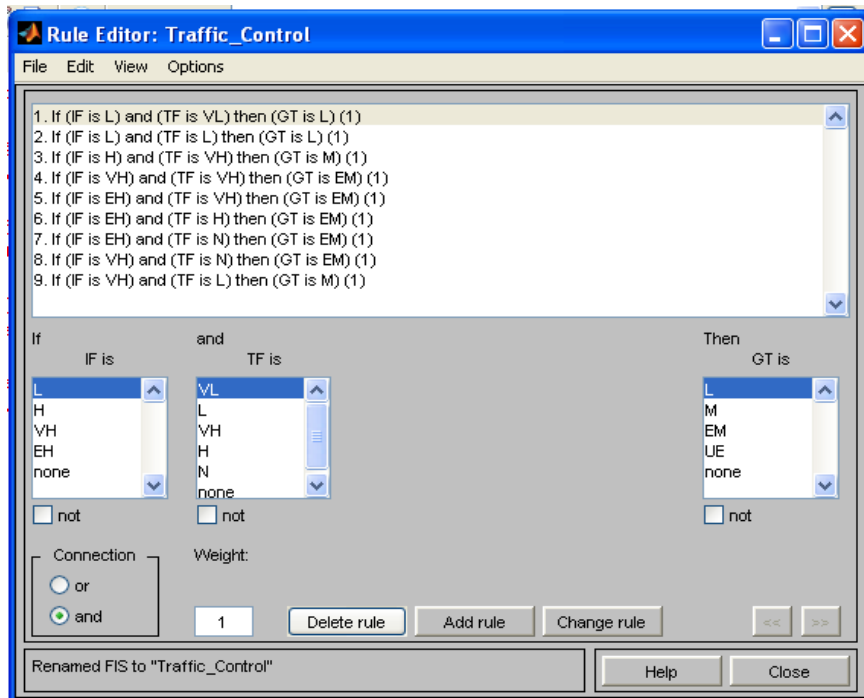 Rule Editor: Traffic_Control
File Edit View Options
1. If (IF is L) and (TF is VL) then (GT is L) (1)
2. If (IF is L) and (TF is L) then (GT is L) (1)
3. If (IF is H) and (TF is VH) then (GT is M) (1)
4. If (IF is VH) and (TF is VH) then (GT is EM) (1)
5. If (IF is EH) and (TF is VH) then (GT is EM) (1)
6. If (IF is EH) and (TF is H) then (GT is EM) (1)
7. If (IF is EH) and (TF is N) then (GT is EM) (1)
8. If (IF is VH) and (TF is N) then (GT is EM) (1)
9. If (IF is VH) and (TF is L) then (GT is M) (1)
If
IF is
L
H
VH
EH
none
not
and
TF is
VL
L
VH
H
N
none
not
Then
GT is
L
M
EM
UE
none
not
Connection
or
and
Weight:
1
Delete rule
Add rule
Change rule
<<
>>
Renamed FIS to "Traffic_Control"
Help
Close